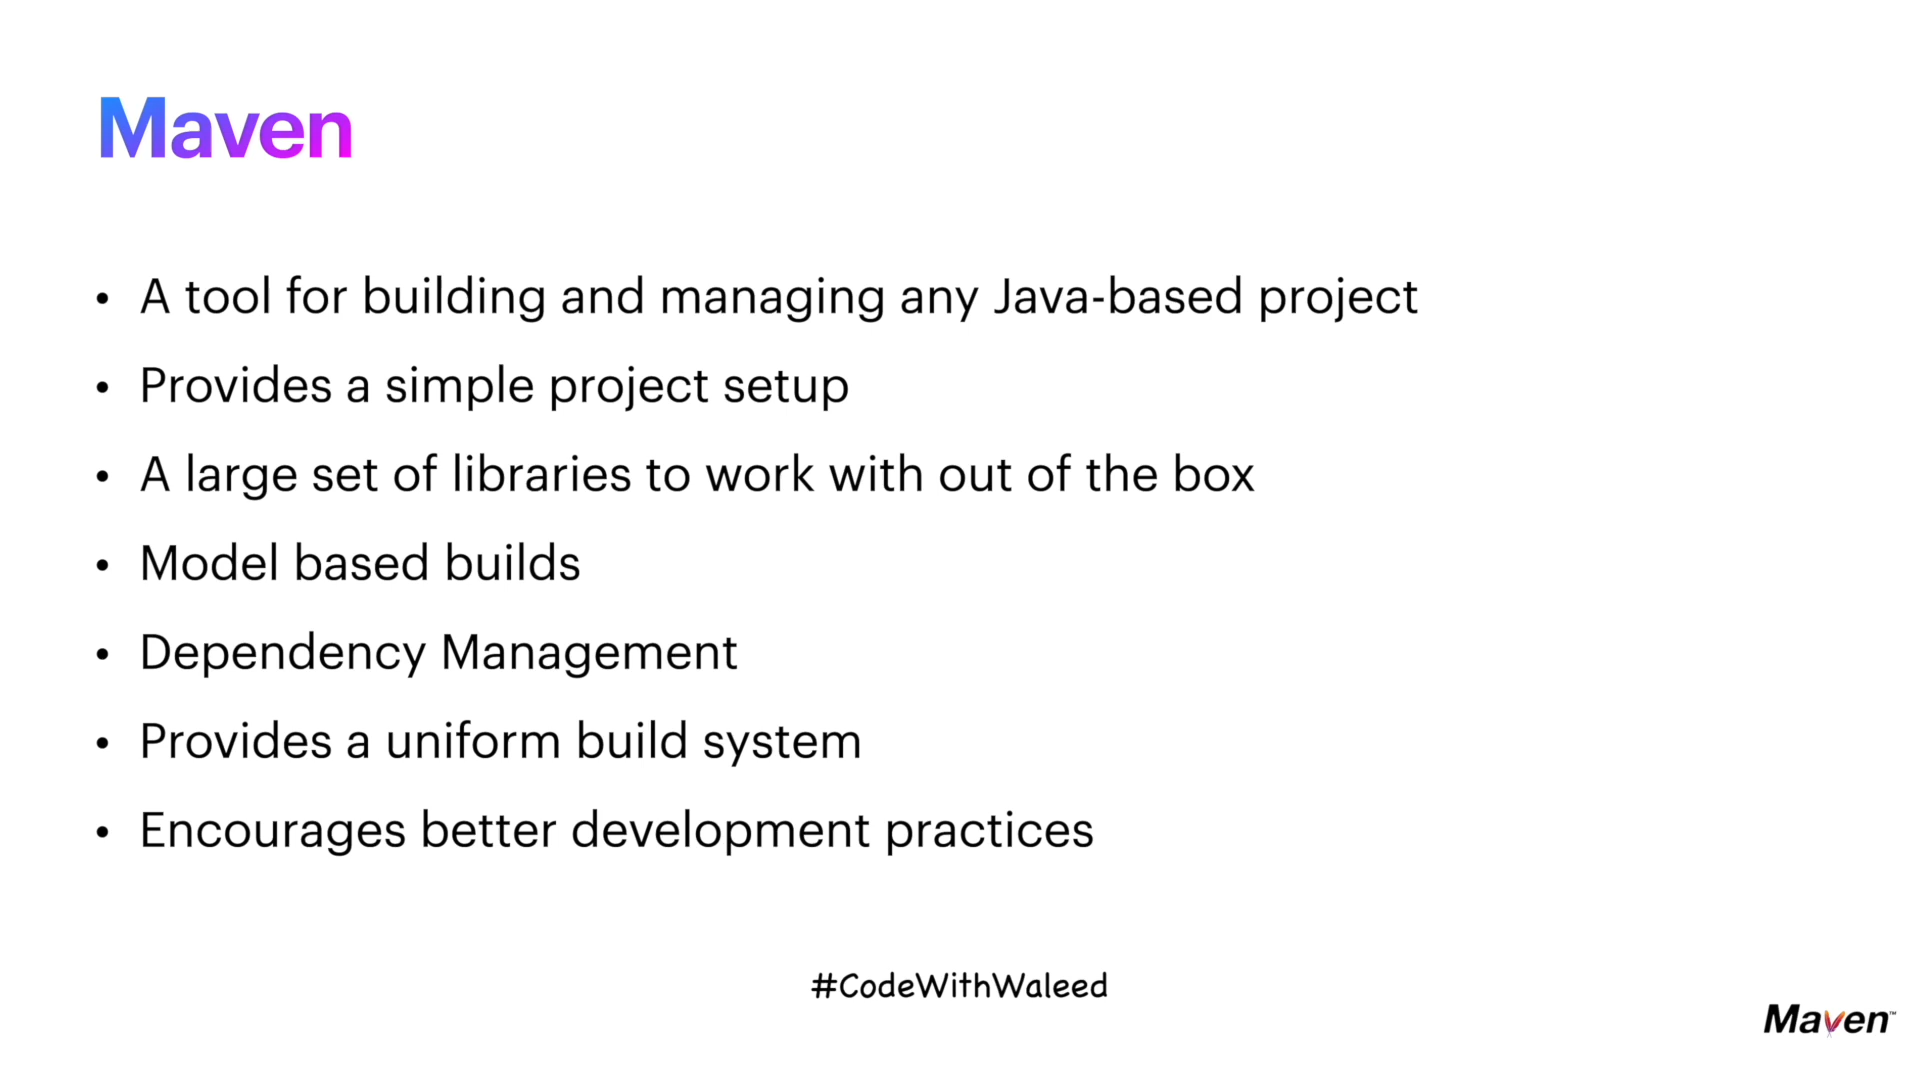 Maven
• A tool for building and managing any Java-based project
• Provides a simple project setup
• A large set of libraries to work with out of the box
• Model based builds
• Dependency Management
• Provides a uniform build system
• Encourages better development practices
#CodeWithWaleed
Maven™